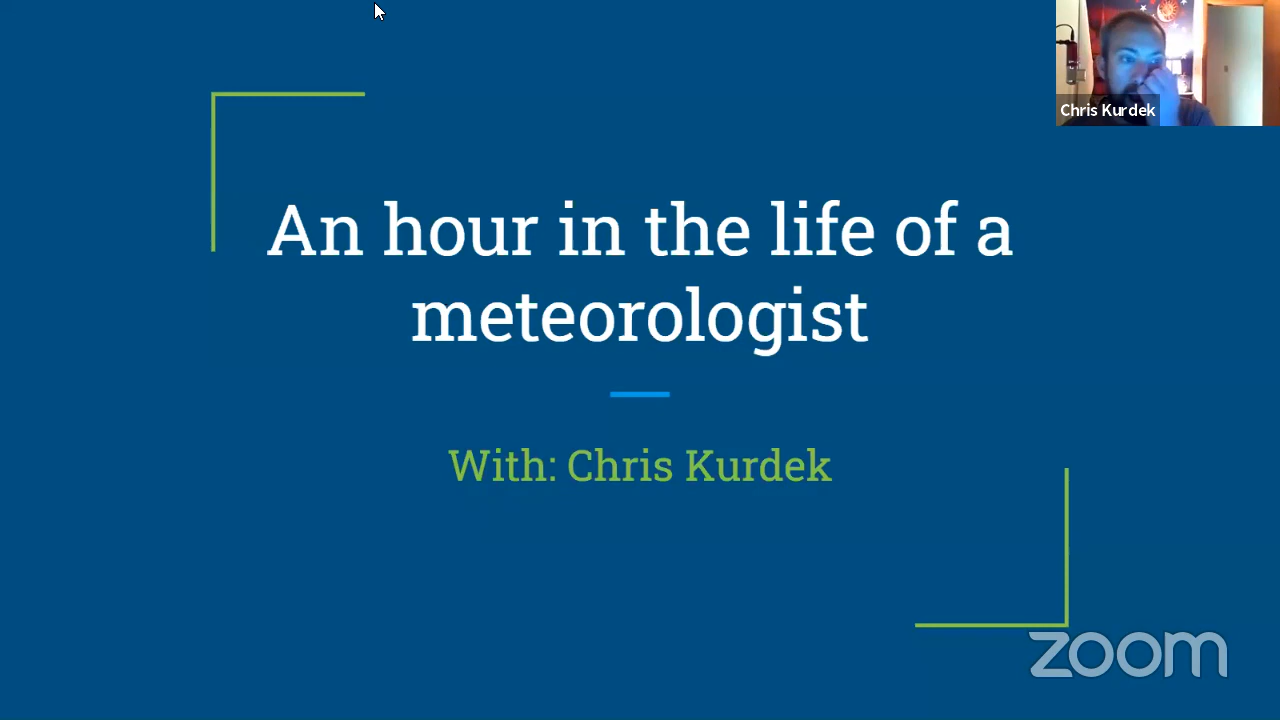 Chris Kurdek
An hour in the life of a
meteorologist
With: Chris Kurdek
zoom